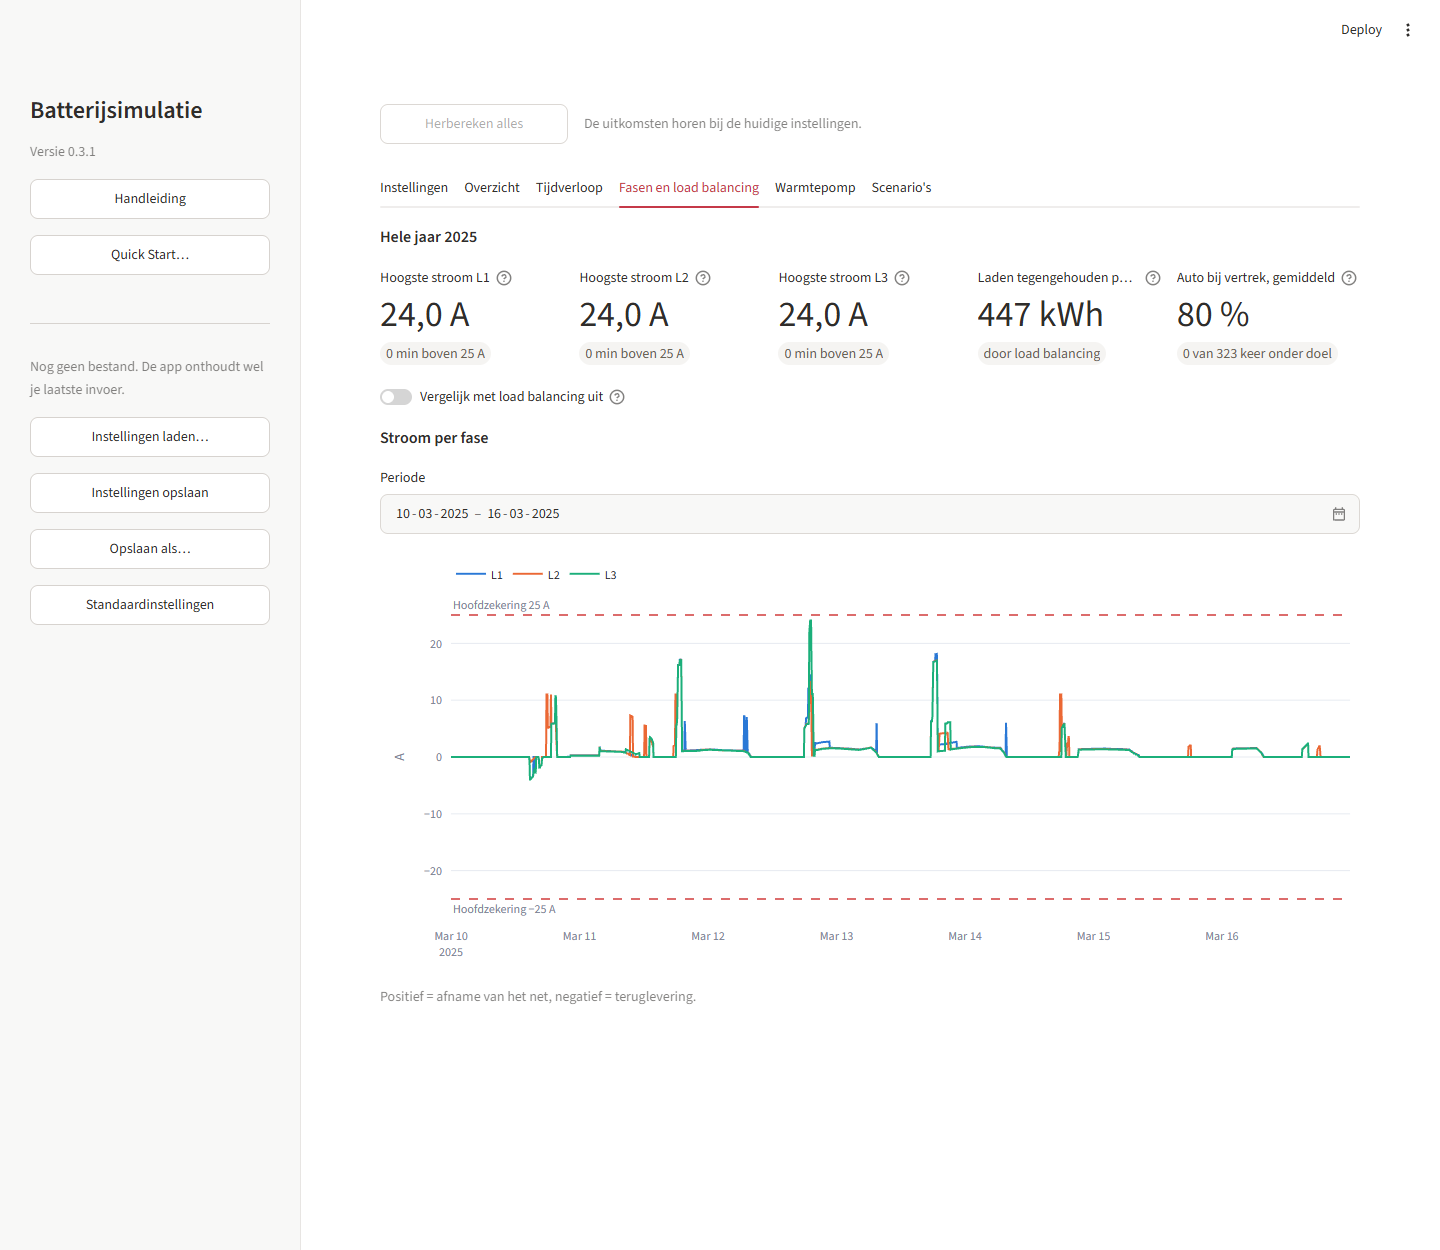 Deploy
Batterijsimulatie
Versie 0.3.1
Handleiding
Quick Start…
Nog geen bestand. De app onthoudt wel
je laatste invoer.
Instellingen laden…
Instellingen opslaan
Opslaan als…
Standaardinstellingen
Herbereken alles
De uitkomsten horen bij de huidige instellingen.
Instellingen Overzicht Tijdverloop Fasen en load balancing Warmtepomp Scenario's
Hele jaar 2025
Hoogste stroom L1
24,0 A
0 min boven 25 A
Hoogste stroom L2
24,0 A
0 min boven 25 A
Hoogste stroom L3
24,0 A
0 min boven 25 A
Laden tegengehouden p…
447 kWh
door load balancing
Auto bij vertrek, gemiddeld
80 %
0 van 323 keer onder doel
Vergelijk met load balancing uit
Stroom per fase
Periode
10-03-2025 – 16-03-2025
L1 L2 L3
Hoofdzekering 25 A
20
10
0
−10
−20
A
Hoofdzekering −25 A
Mar 10 Mar 11 Mar 12 Mar 13 Mar 14 Mar 15 Mar 16
2025
Positief = afname van het net, negatief = teruglevering.